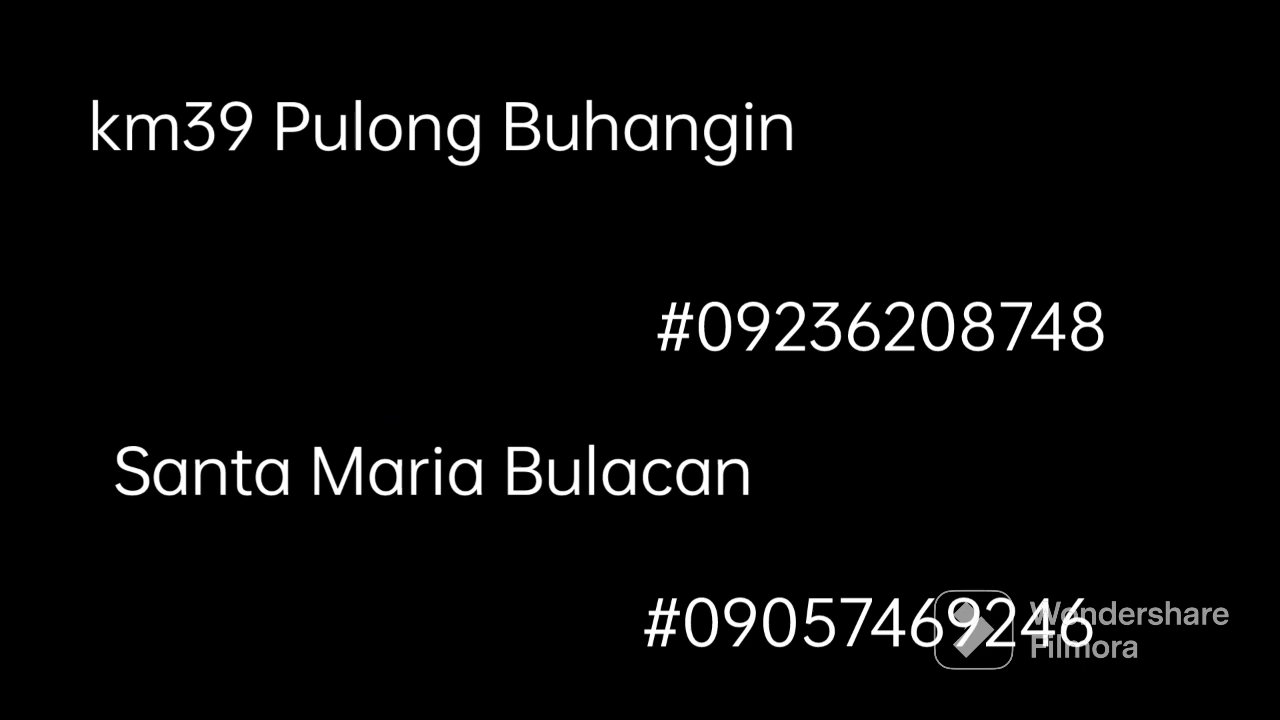 km39 Pulong Buhangin
#09236208748
Santa Maria Bulacan
#09057469246
Wondershare
Filmora